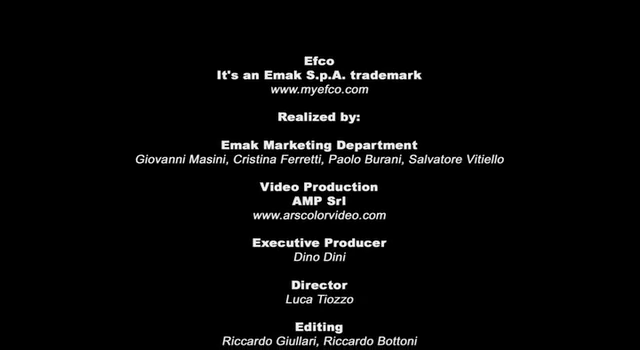 Efco
It's an Emak S.p.A. trademark
www.myefco.com
Realized by:
Emak Marketing Department
Giovanni Masini, Cristina Ferretti, Paolo Burani, Salvatore Vitiello
Video Production
AMP Srl
www.arscolorvideo.com
Executive Producer
Dino Dini
Director
Luca Tiozzo
Editing
Riccardo Giullari, Riccardo Bottoni